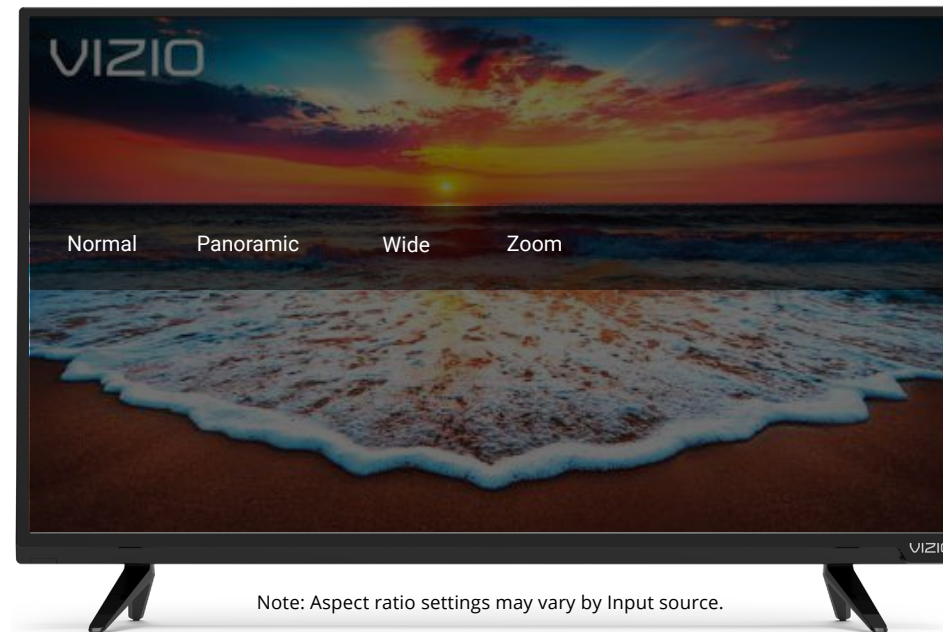 VIZIO
Normal Panoramic Wide Zoom
VIZIO
Note: Aspect ratio settings may vary by Input source.